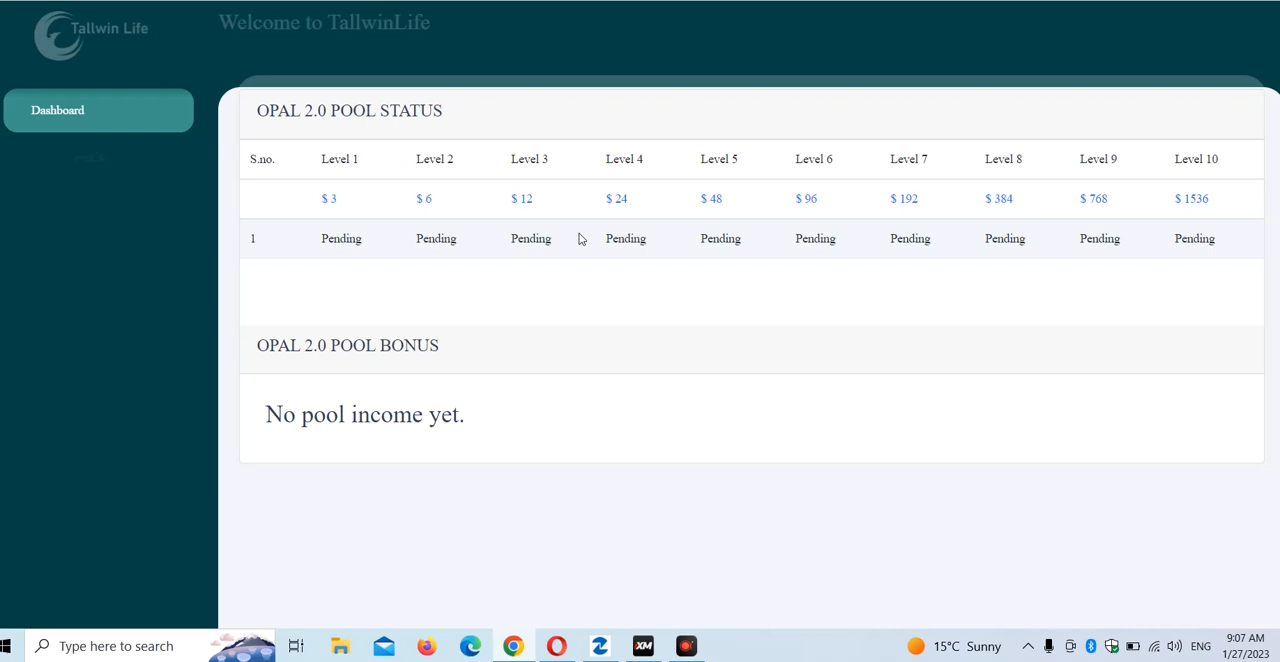 Tallwin Life
Welcome to TallwinLife
Dashboard
OPAL 2.0 POOL STATUS
S.no. Level 1 Level 2 Level 3 Level 4 Level 5 Level 6 Level 7 Level 8 Level 9 Level 10
$ 3 $ 6 $ 12 $ 24 $ 48 $ 96 $ 192 $ 384 $ 768 $ 1536
1 Pending Pending Pending Pending Pending Pending Pending Pending Pending Pending
OPAL 2.0 POOL BONUS
No pool income yet.
Type here to search
XM
15°C Sunny
ENG
9:07 AM
1/27/2023